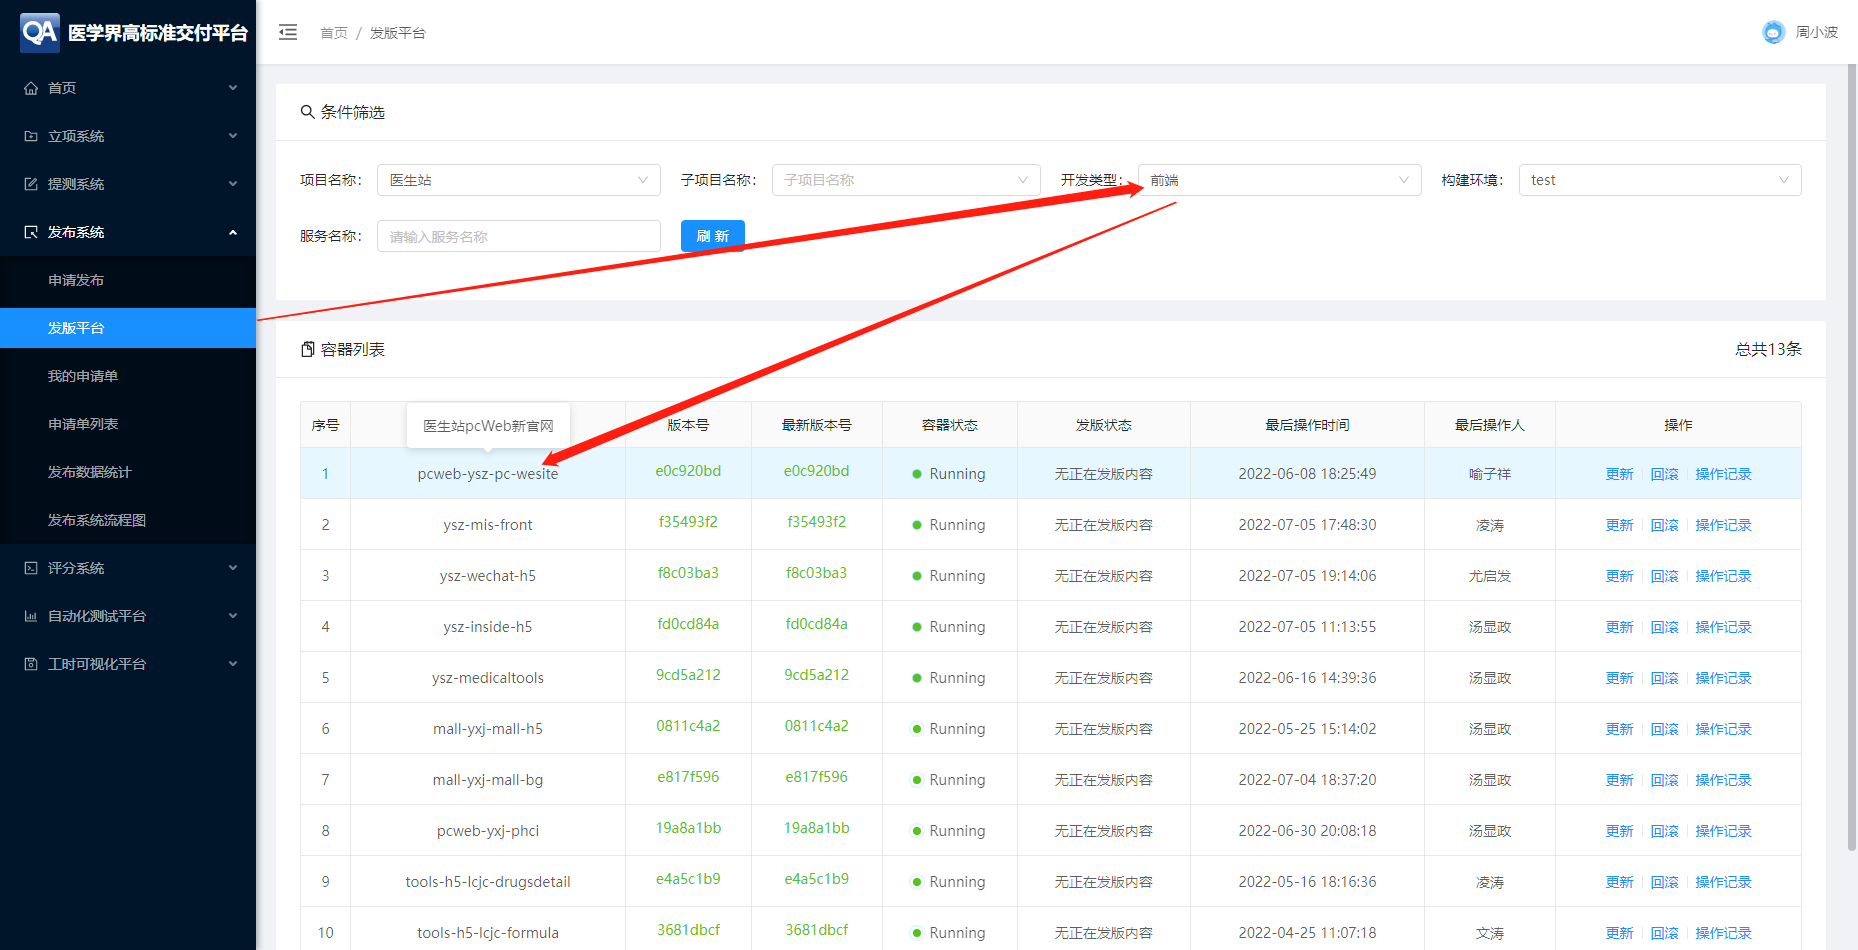 QA 医学界高标准交付平台
首页 / 发版平台
周小波
首页
立项系统
提测系统
发布系统
申请发布
发版平台
我的申请单
申请单列表
发布数据统计
发布系统流程图
评分系统
自动化测试平台
工时可视化平台
条件筛选
项目名称: 医生站 子项目名称: 子项目名称 开发类型: 前端 构建环境: test
服务名称: 请输入服务名称 刷 新
容器列表 总共13条
序号 医生站pcWeb新官网 版本号 最新版本号 容器状态 发版状态 最后操作时间 最后操作人 操作
1 pcweb-ysz-pc-wesite e0c920bd e0c920bd Running 无正在发版内容 2022-06-08 18:25:49 喻子祥 更新 回滚 操作记录
2 ysz-mis-front f35493f2 f35493f2 Running 无正在发版内容 2022-07-05 17:48:30 凌涛 更新 回滚 操作记录
3 ysz-wechat-h5 f8c03ba3 f8c03ba3 Running 无正在发版内容 2022-07-05 19:14:06 尤启发 更新 回滚 操作记录
4 ysz-inside-h5 fd0cd84a fd0cd84a Running 无正在发版内容 2022-07-05 11:13:55 汤显政 更新 回滚 操作记录
5 ysz-medicaltools 9cd5a212 9cd5a212 Running 无正在发版内容 2022-06-16 14:39:36 汤显政 更新 回滚 操作记录
6 mall-yxj-mall-h5 0811c4a2 0811c4a2 Running 无正在发版内容 2022-05-25 15:14:02 汤显政 更新 回滚 操作记录
7 mall-yxj-mall-bg e817f596 e817f596 Running 无正在发版内容 2022-07-04 18:37:20 汤显政 更新 回滚 操作记录
8 pcweb-yxj-phci 19a8a1bb 19a8a1bb Running 无正在发版内容 2022-06-30 20:08:18 汤显政 更新 回滚 操作记录
9 tools-h5-lcjc-drugsdetail e4a5c1b9 e4a5c1b9 Running 无正在发版内容 2022-05-16 18:16:36 凌涛 更新 回滚 操作记录
10 tools-h5-lcjc-formula 3681dbcf 3681dbcf Running 无正在发版内容 2022-04-25 11:07:18 文涛 更新 回滚 操作记录